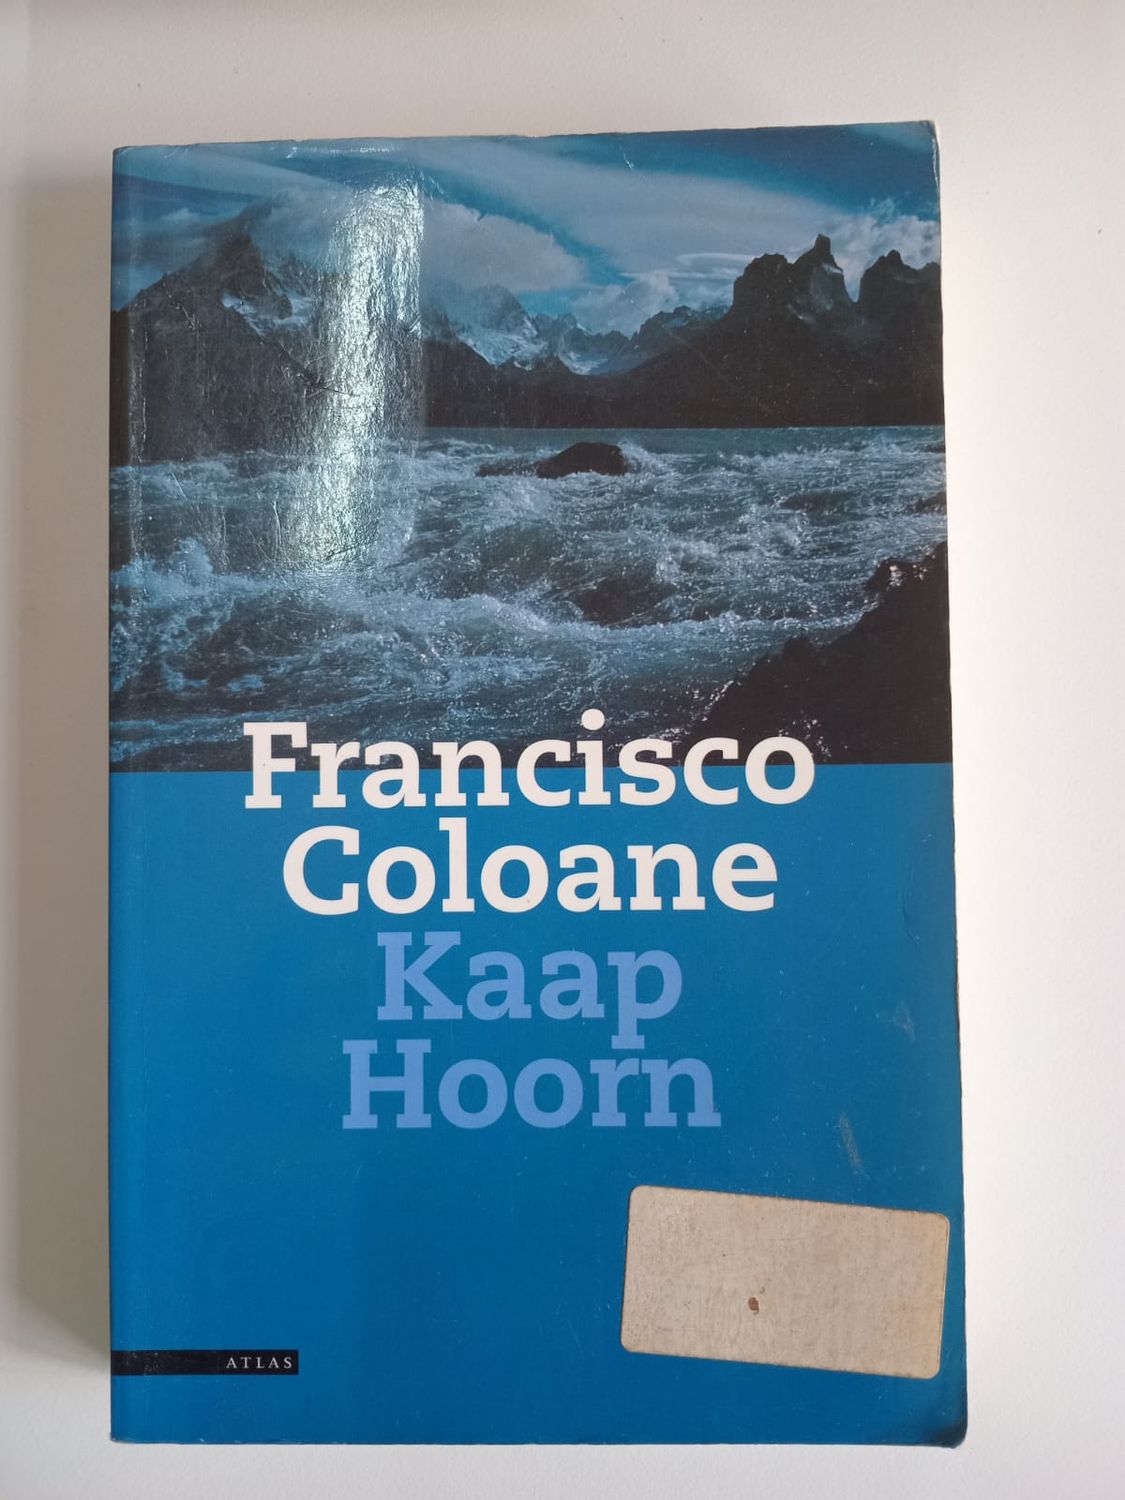 Francisco
Coloane
Kaap
Hoorn
ATLAS